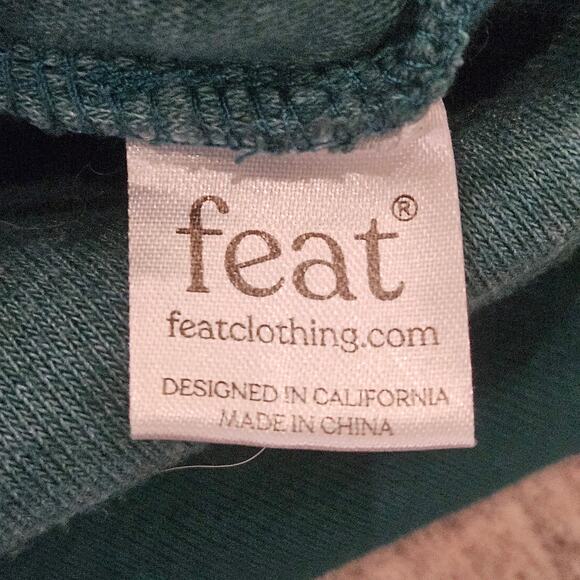 feat®
featclothing.com
DESIGNED IN CALIFORNIA
MADE IN CHINA